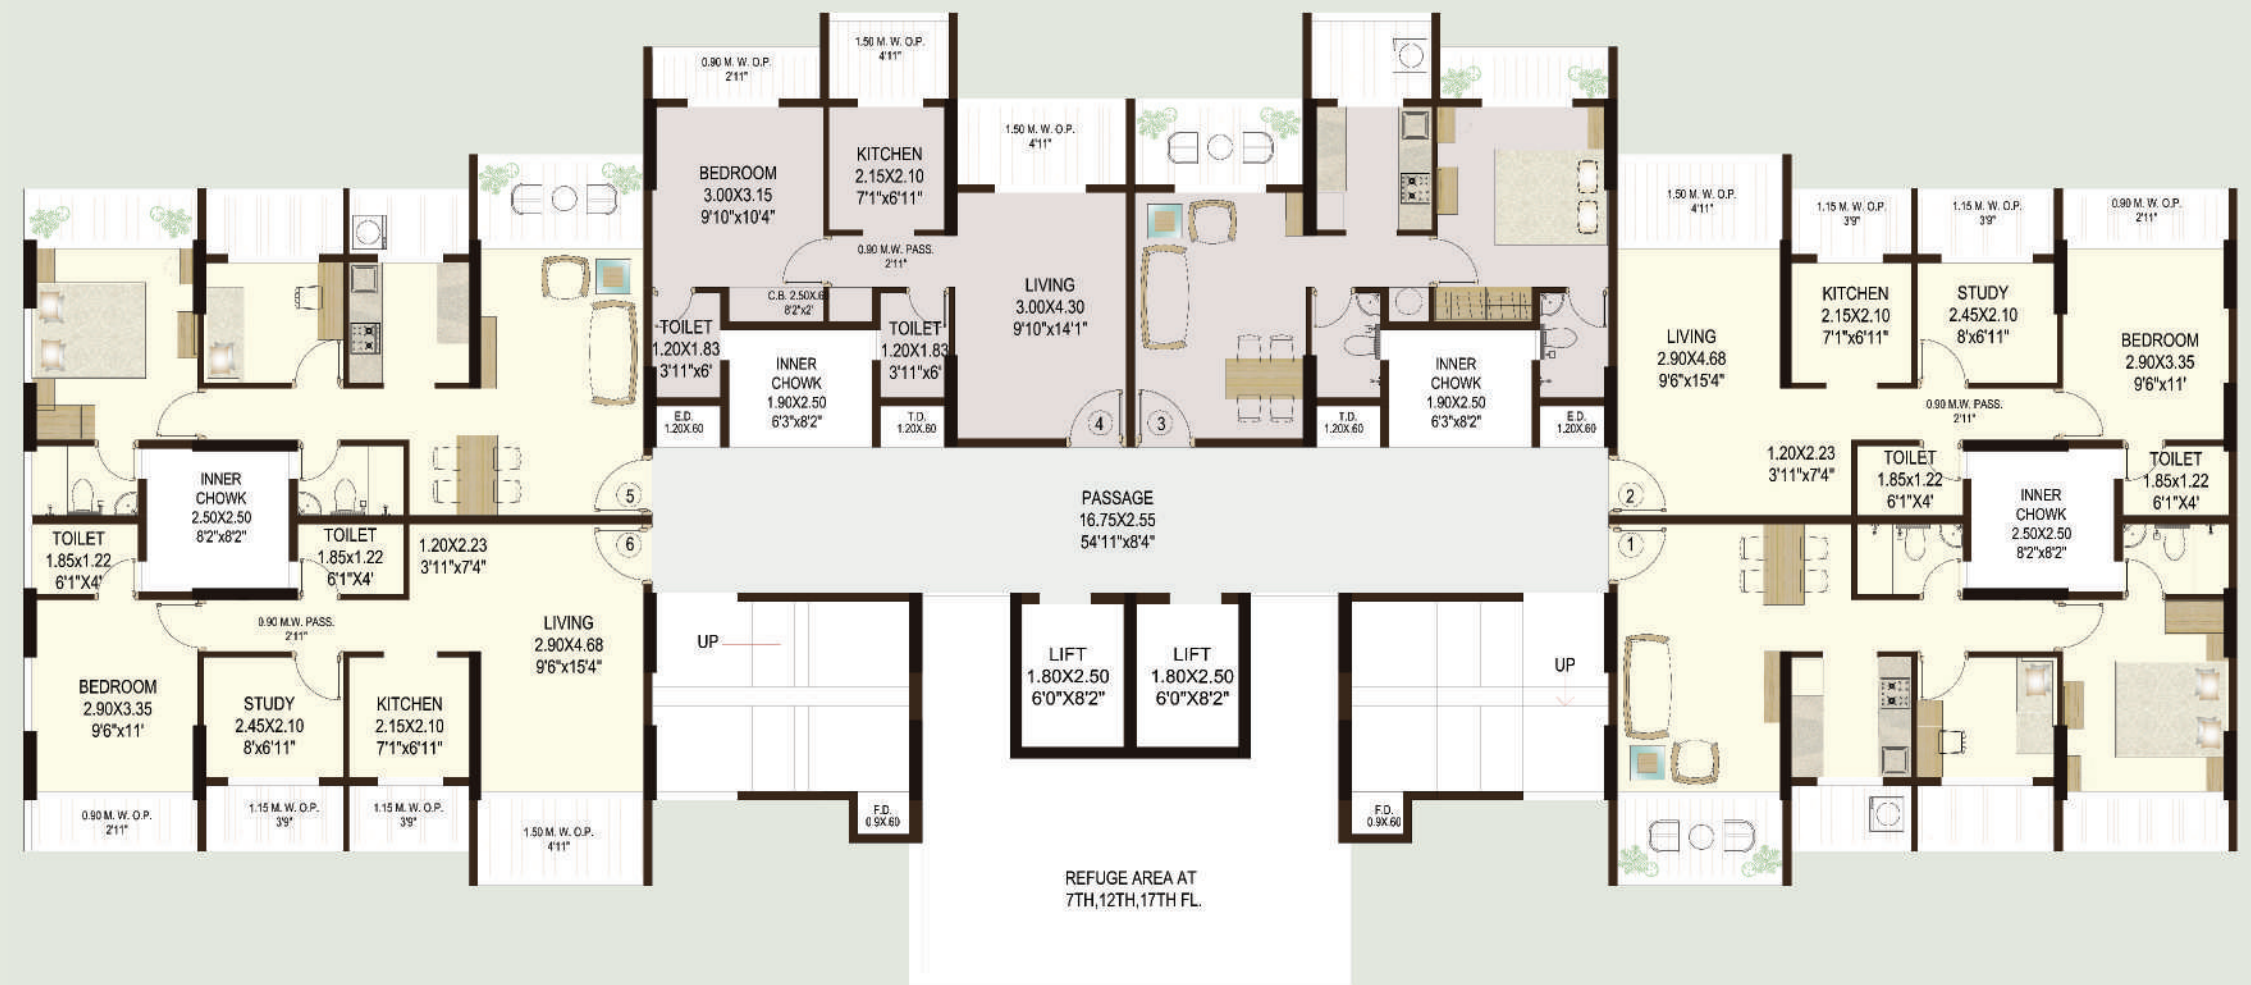 0.90 M. W. O.P.
2'11"
1.50 M. W. O.P.
4'11"
1.50 M. W. O.P.
4'11"
BEDROOM
3.00X3.15
9'10"x10'4"
KITCHEN
2.15X2.10
7'1"x6'11"
0.90 M.W. PASS.
2'11"
LIVING
3.00X4.30
9'10"x14'1"
C.B. 2.50X.6
8'2"x2'
TOILET
1.20X1.83
3'11"x6'
TOILET
1.20X1.83
3'11"x6'
INNER
CHOWK
1.90X2.50
6'3"x8'2"
E.D.
1.20X.60
T.D.
1.20X.60
4
3
INNER
CHOWK
1.90X2.50
6'3"x8'2"
T.D.
1.20X.60
E.D.
1.20X.60
1.50 M. W. O.P.
4'11"
1.15 M. W. O.P.
3'9"
1.15 M. W. O.P.
3'9"
0.90 M. W. O.P.
2'11"
LIVING
2.90X4.68
9'6"x15'4"
KITCHEN
2.15X2.10
7'1"x6'11"
STUDY
2.45X2.10
8'x6'11"
BEDROOM
2.90X3.35
9'6"x11'
0.90 M.W. PASS.
2'11"
1.20X2.23
3'11"x7'4"
TOILET
1.85x1.22
6'1"X4'
TOILET
1.85x1.22
6'1"X4'
INNER
CHOWK
2.50X2.50
8'2"x8'2"
2
1
INNER
CHOWK
2.50X2.50
8'2"x8'2"
5
6
PASSAGE
16.75X2.55
54'11"x8'4"
TOILET
1.85x1.22
6'1"X4'
TOILET
1.85x1.22
6'1"X4'
1.20X2.23
3'11"x7'4"
0.90 M.W. PASS.
2'11"
LIVING
2.90X4.68
9'6"x15'4"
BEDROOM
2.90X3.35
9'6"x11'
STUDY
2.45X2.10
8'x6'11"
KITCHEN
2.15X2.10
7'1"x6'11"
0.90 M. W. O.P.
2'11"
1.15 M. W. O.P.
3'9"
1.15 M. W. O.P.
3'9"
1.50 M. W. O.P.
4'11"
UP
LIFT
1.80X2.50
6'0"X8'2"
LIFT
1.80X2.50
6'0"X8'2"
UP
F.D.
0.9X.60
F.D.
0.9X.60
REFUGE AREA AT
7TH,12TH,17TH FL.